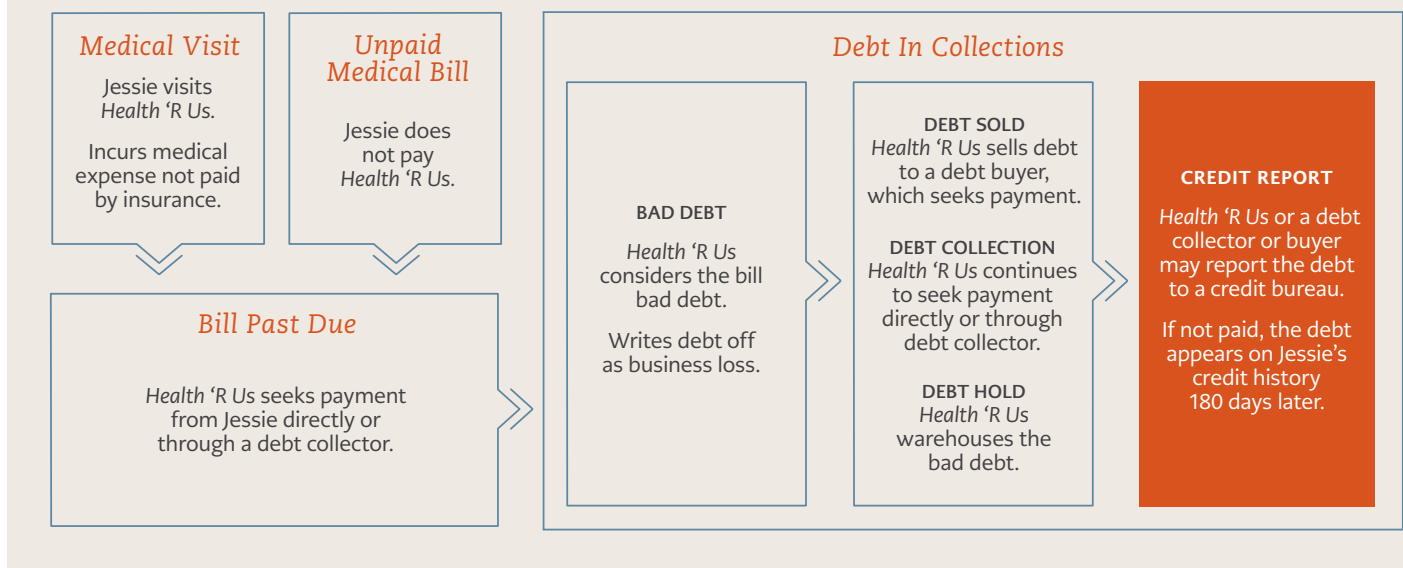 Medical Visit
Jessie visits
Health ‘R Us.
Incurs medical
expense not paid
by insurance.
Unpaid
Medical Bill
Jessie does
not pay
Health ‘R Us.
Bill Past Due
Health ‘R Us seeks payment
from Jessie directly or
through a debt collector.
Debt In Collections
BAD DEBT
Health ‘R Us
considers the bill
bad debt.
Writes debt off
as business loss.
DEBT SOLD
Health ‘R Us sells debt
to a debt buyer,
which seeks payment.
DEBT COLLECTION
Health ‘R Us continues
to seek payment
directly or through
debt collector.
DEBT HOLD
Health ‘R Us
warehouses the
bad debt.
CREDIT REPORT
Health ‘R Us or a debt
collector or buyer
may report the debt
to a credit bureau.
If not paid, the debt
appears on Jessie’s
credit history
180 days later.